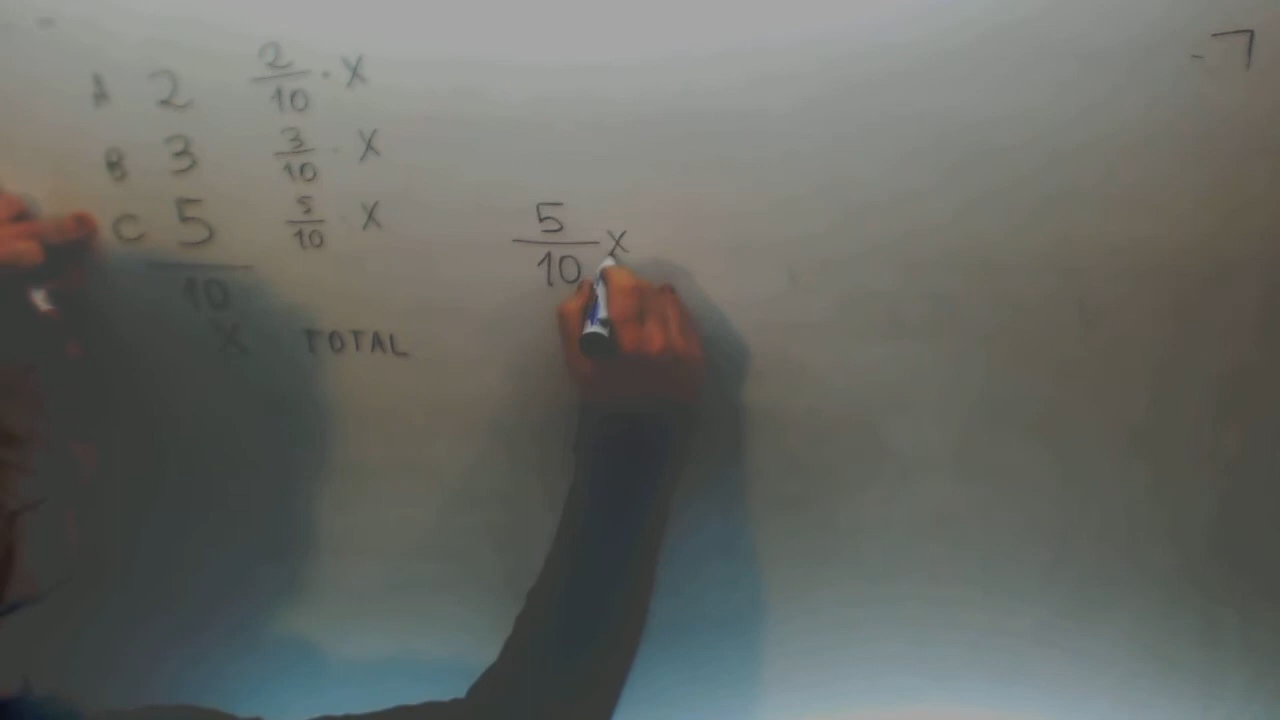 A 2 2/10 · X
B 3 3/10 · X
C 5 5/10 · X
10
X TOTAL
5/10 X
-7